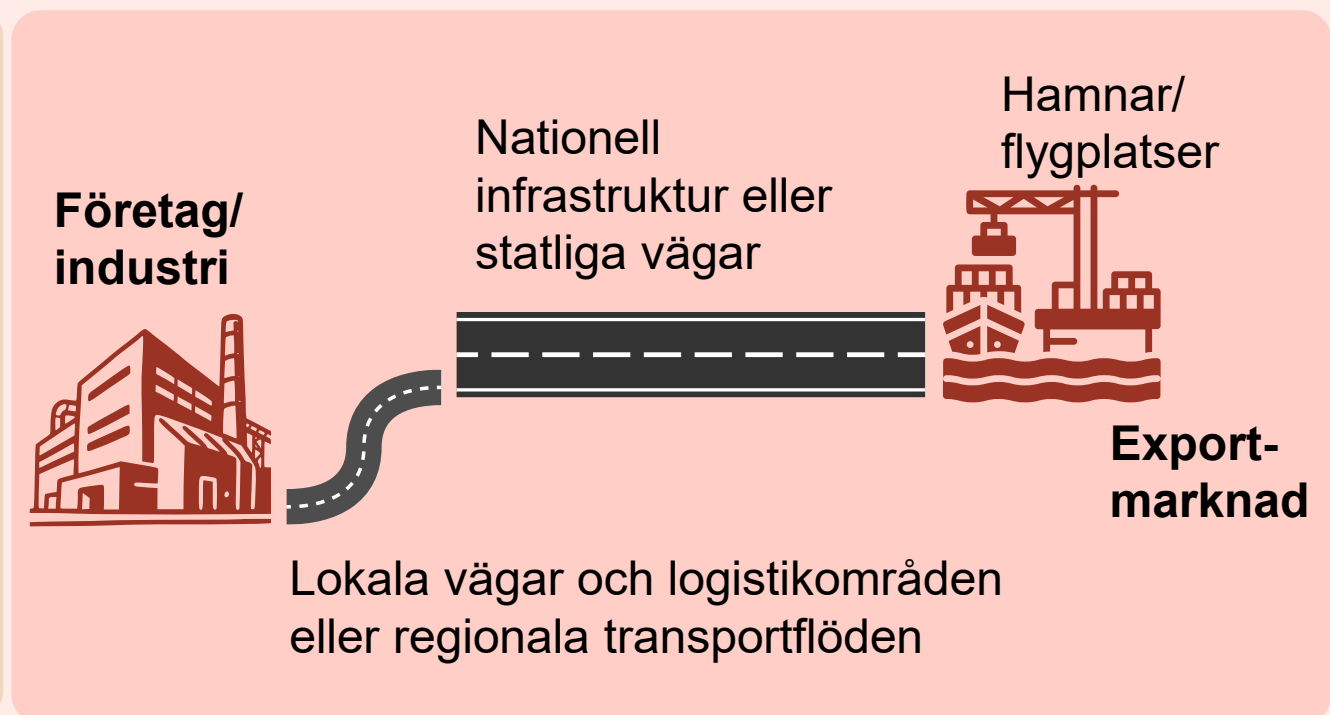 Företag/
industri
Nationell
infrastruktur eller
statliga vägar
Hamnar/
flygplatser
Export-
marknad
Lokala vägar och logistikområden
eller regionala transportflöden